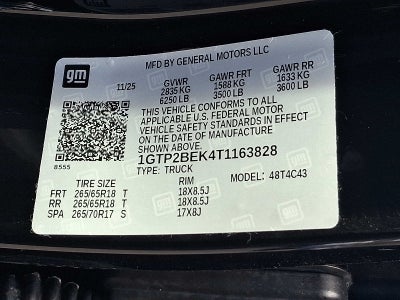 gm
MFD BY GENERAL MOTORS LLC
11/25 GVWR GAWR FRT GAWR RR
2835 KG 1588 KG 1633 KG
6250 LB 3500 LB 3600 LB
THIS VEHICLE CONFORMS TO ALL
APPLICABLE U.S. FEDERAL MOTOR
VEHICLE SAFETY STANDARDS IN EFFECT
ON THE DATE OF MANUFACTURE
SHOWN ABOVE.
8555 1GTP2BEK4T1163828
TYPE: TRUCK MODEL: 48T4C43
TIRE SIZE RIM
FRT 265/65R18 T 18X8.5J
RR 265/65R18 T 18X8.5J
SPA 265/70R17 S 17X8J